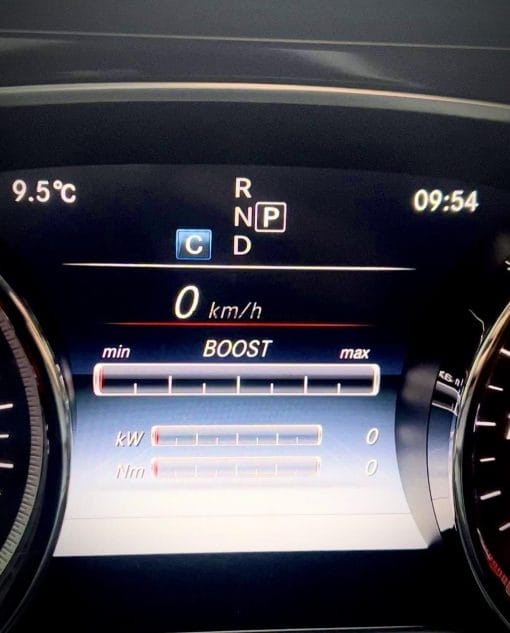 9.5°C
R
N P
C D
09:54
0 km/h
min BOOST max
kW 0
Nm 0